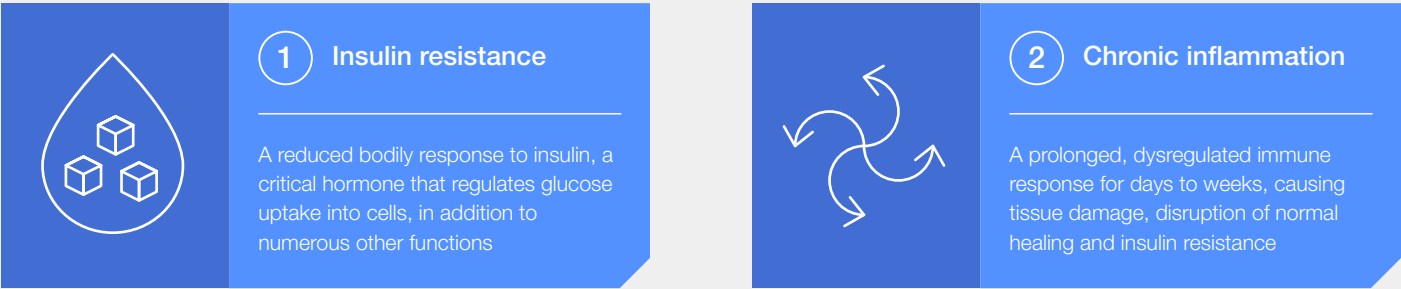 1 Insulin resistance
A reduced bodily response to insulin, a
critical hormone that regulates glucose
uptake into cells, in addition to
numerous other functions
2 Chronic inflammation
A prolonged, dysregulated immune
response for days to weeks, causing
tissue damage, disruption of normal
healing and insulin resistance